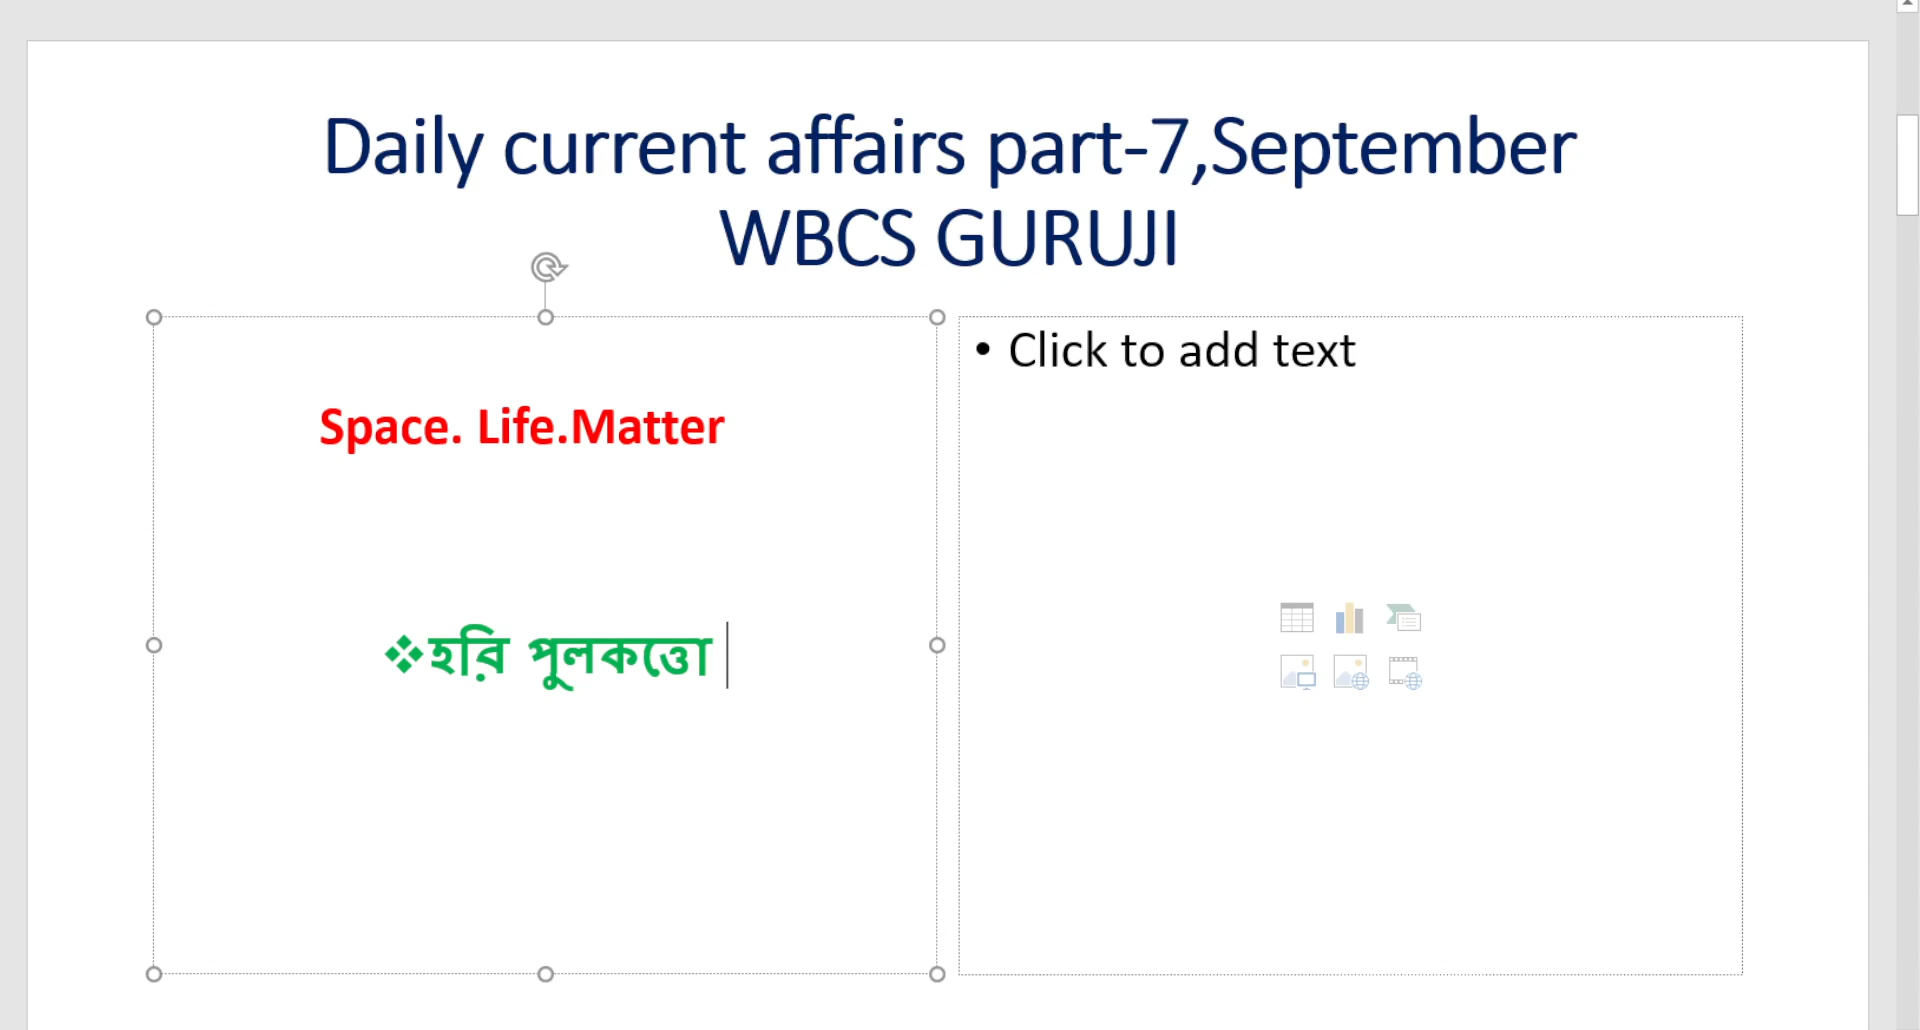 Daily current affairs part-7,September
WBCS GURUJI
Space. Life.Matter
❖হরি পুলকত্তো
• Click to add text